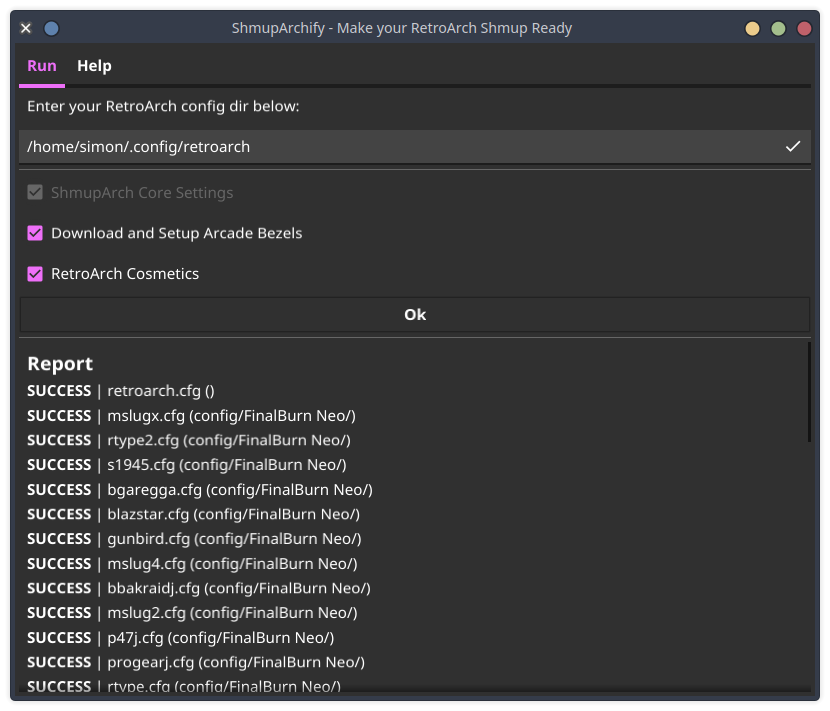 ShmupArchify - Make your RetroArch Shmup Ready
Run Help
Enter your RetroArch config dir below:
/home/simon/.config/retroarch
ShmupArch Core Settings
Download and Setup Arcade Bezels
RetroArch Cosmetics
Ok
Report
SUCCESS | retroarch.cfg ()
SUCCESS | mslugx.cfg (config/FinalBurn Neo/)
SUCCESS | rtype2.cfg (config/FinalBurn Neo/)
SUCCESS | s1945.cfg (config/FinalBurn Neo/)
SUCCESS | bgaregga.cfg (config/FinalBurn Neo/)
SUCCESS | blazstar.cfg (config/FinalBurn Neo/)
SUCCESS | gunbird.cfg (config/FinalBurn Neo/)
SUCCESS | mslug4.cfg (config/FinalBurn Neo/)
SUCCESS | bbakraidj.cfg (config/FinalBurn Neo/)
SUCCESS | mslug2.cfg (config/FinalBurn Neo/)
SUCCESS | p47j.cfg (config/FinalBurn Neo/)
SUCCESS | progearj.cfg (config/FinalBurn Neo/)
SUCCESS | rtype.cfg (config/FinalBurn Neo/)